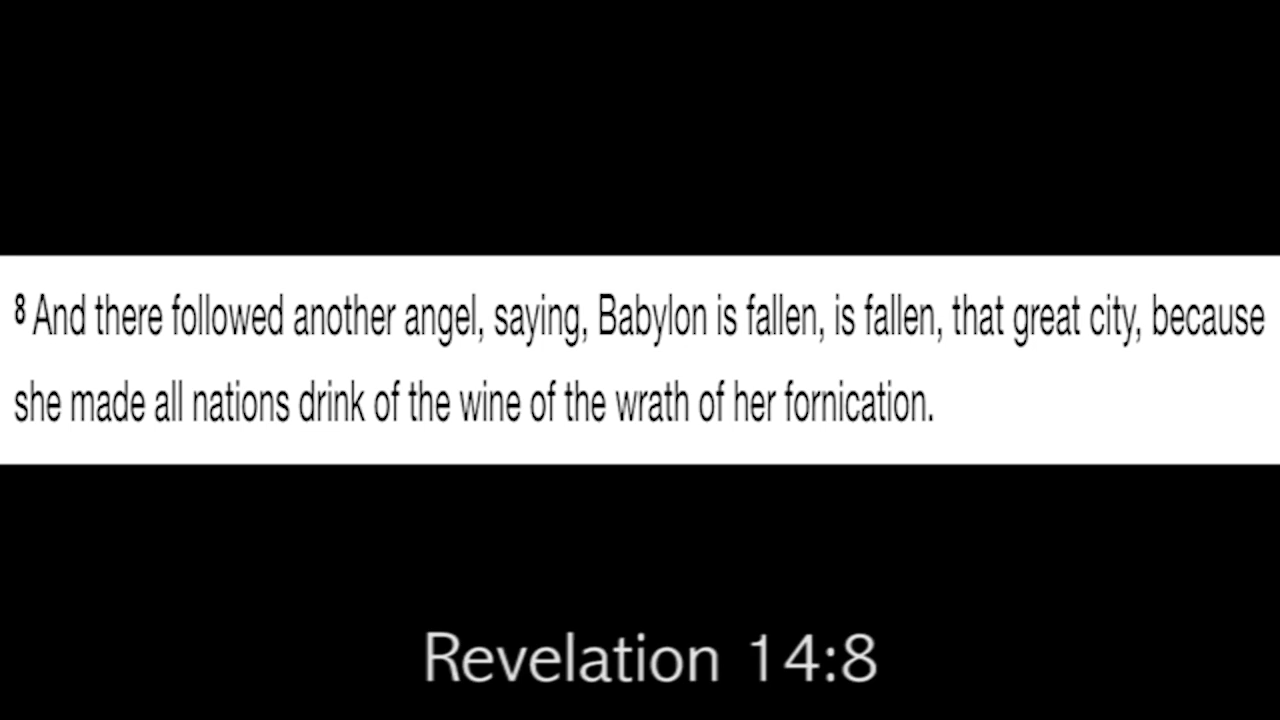 8 And there followed another angel, saying, Babylon is fallen, is fallen, that great city, because
she made all nations drink of the wine of the wrath of her fornication.
Revelation 14:8